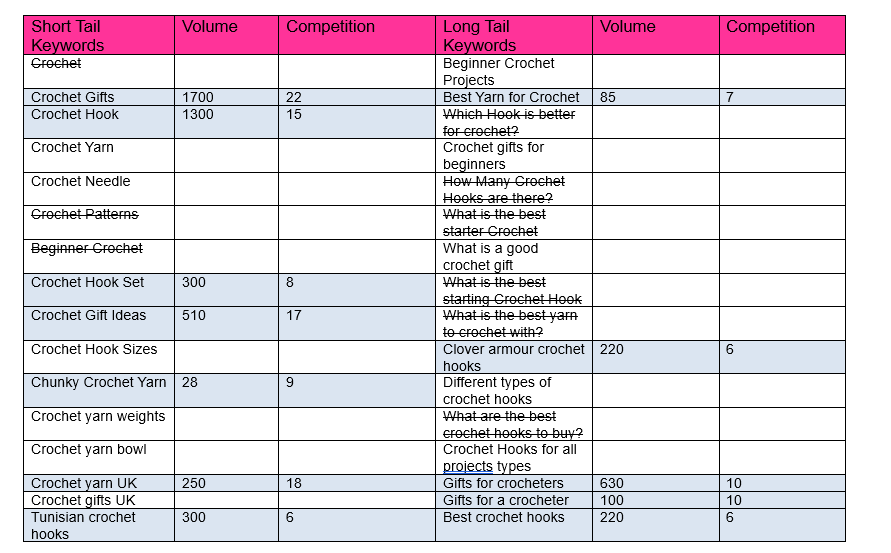 Short Tail Keywords Volume Competition Long Tail Keywords Volume Competition
Crochet Beginner Crochet Projects
Crochet Gifts 1700 22 Best Yarn for Crochet 85 7
Crochet Hook 1300 15 Which Hook is better for crochet?
Crochet Yarn Crochet gifts for beginners
Crochet Needle How Many Crochet Hooks are there?
Crochet Patterns What is the best starter Crochet
Beginner Crochet What is a good crochet gift
Crochet Hook Set 300 8 What is the best starting Crochet Hook
Crochet Gift Ideas 510 17 What is the best yarn to crochet with?
Crochet Hook Sizes Clover armour crochet hooks 220 6
Chunky Crochet Yarn 28 9 Different types of crochet hooks
Crochet yarn weights What are the best crochet hooks to buy?
Crochet yarn bowl Crochet Hooks for all projects types
Crochet yarn UK 250 18 Gifts for crocheters 630 10
Crochet gifts UK Gifts for a crocheter 100 10
Tunisian crochet hooks 300 6 Best crochet hooks 220 6